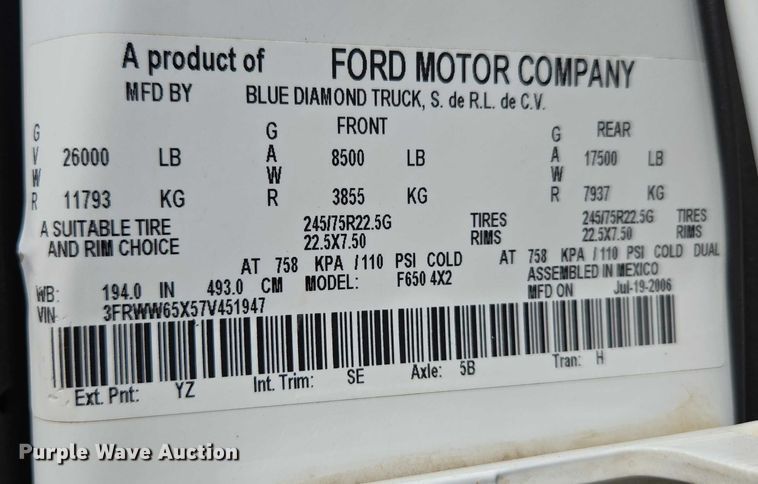 A product of FORD MOTOR COMPANY
MFD BY BLUE DIAMOND TRUCK, S. de R.L. de C.V.
G G FRONT G REAR
V 26000 LB A 8500 LB A 17500 LB
W W W
R 11793 KG R 3855 KG R 7937 KG
A SUITABLE TIRE 245/75R22.5G TIRES 245/75R22.5G TIRES
AND RIM CHOICE 22.5X7.50 RIMS 22.5X7.50 RIMS
AT 758 KPA /110 PSI COLD AT 758 KPA /110 PSI COLD DUAL
WB: 194.0 IN 493.0 CM MODEL: F650 4X2 ASSEMBLED IN MEXICO
VIN 3FRWW65X57V451947 MFD ON Jul-19-2006
Ext. Pnt: YZ Int. Trim: SE Axle: 5B Tran: H
Purple Wave Auction